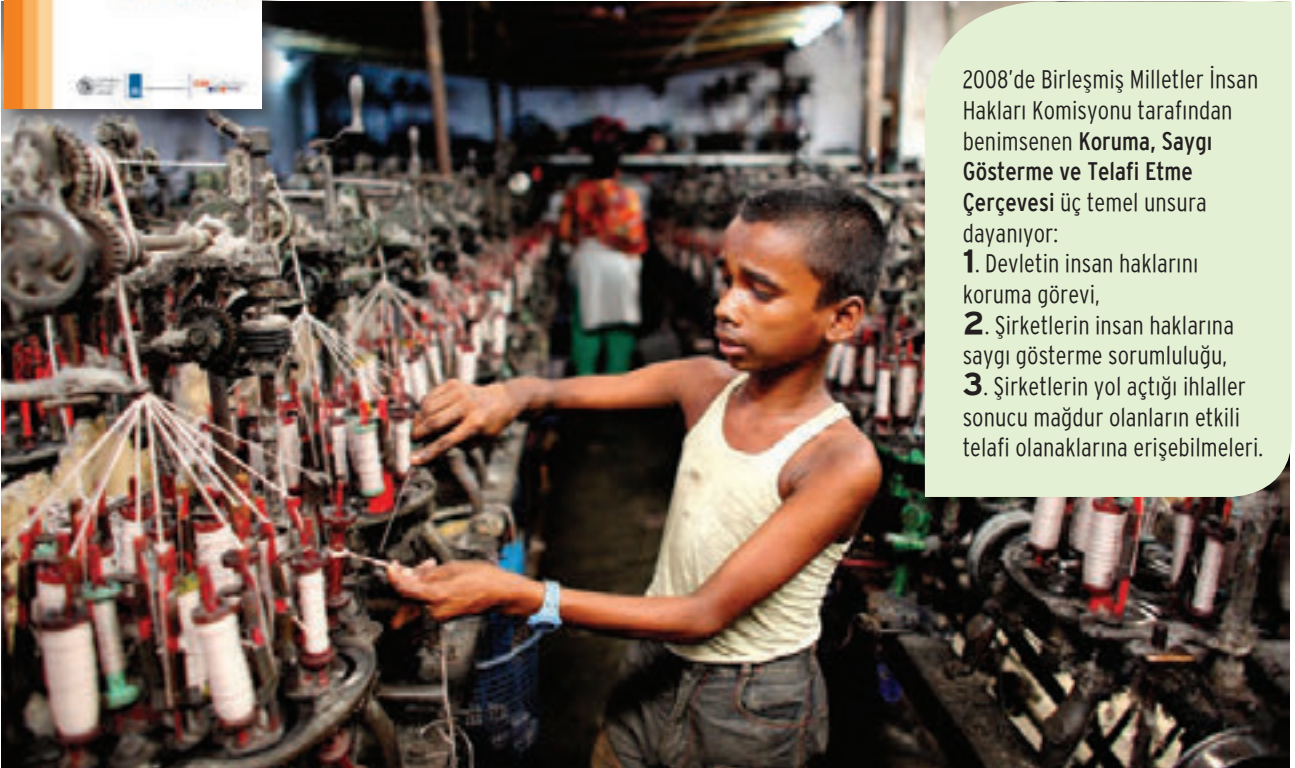 2008'de Birleşmiş Milletler İnsan
Hakları Komisyonu tarafından
benimsenen Koruma, Saygı
Gösterme ve Telafi Etme
Çerçevesi üç temel unsura
dayanıyor:
1. Devletin insan haklarını
koruma görevi,
2. Şirketlerin insan haklarına
saygı gösterme sorumluluğu,
3. Şirketlerin yol açtığı ihlaller
sonucu mağdur olanların etkili
telafi olanaklarına erişebilmeleri.